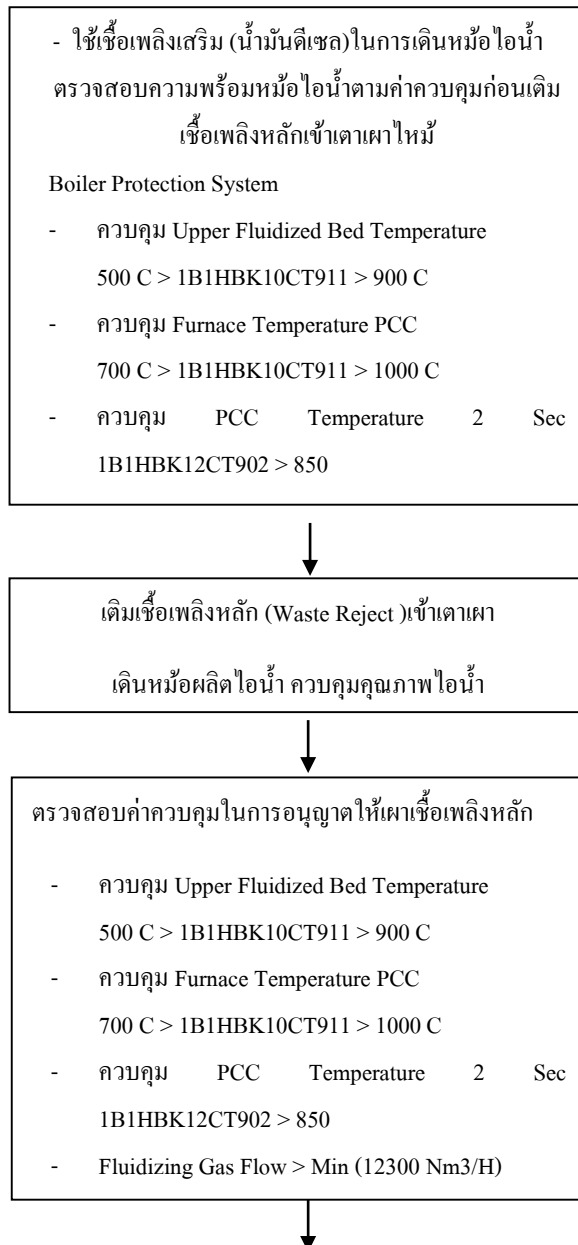 - ใช้เชื้อเพลิงเสริม (น้ำมันดีเซล)ในการเดินหม้อไอน้ำ
ตรวจสอบความพร้อมหม้อไอน้ำตามค่าควบคุมก่อนเติม
เชื้อเพลิงหลักเข้าเตาเผาไหม้
Boiler Protection System
- ควบคุม Upper Fluidized Bed Temperature
500 C > 1B1HBK10CT911 > 900 C
- ควบคุม Furnace Temperature PCC
700 C > 1B1HBK10CT911 > 1000 C
- ควบคุม PCC Temperature 2 Sec
1B1HBK12CT902 > 850
เติมเชื้อเพลิงหลัก (Waste Reject )เข้าเตาเผา
เดินหม้อผลิตไอน้ำ ควบคุมคุณภาพไอน้ำ
ตรวจสอบค่าควบคุมในการอนุญาตให้เผาเชื้อเพลิงหลัก
- ควบคุม Upper Fluidized Bed Temperature
500 C > 1B1HBK10CT911 > 900 C
- ควบคุม Furnace Temperature PCC
700 C > 1B1HBK10CT911 > 1000 C
- ควบคุม PCC Temperature 2 Sec
1B1HBK12CT902 > 850
- Fluidizing Gas Flow > Min (12300 Nm3/H)